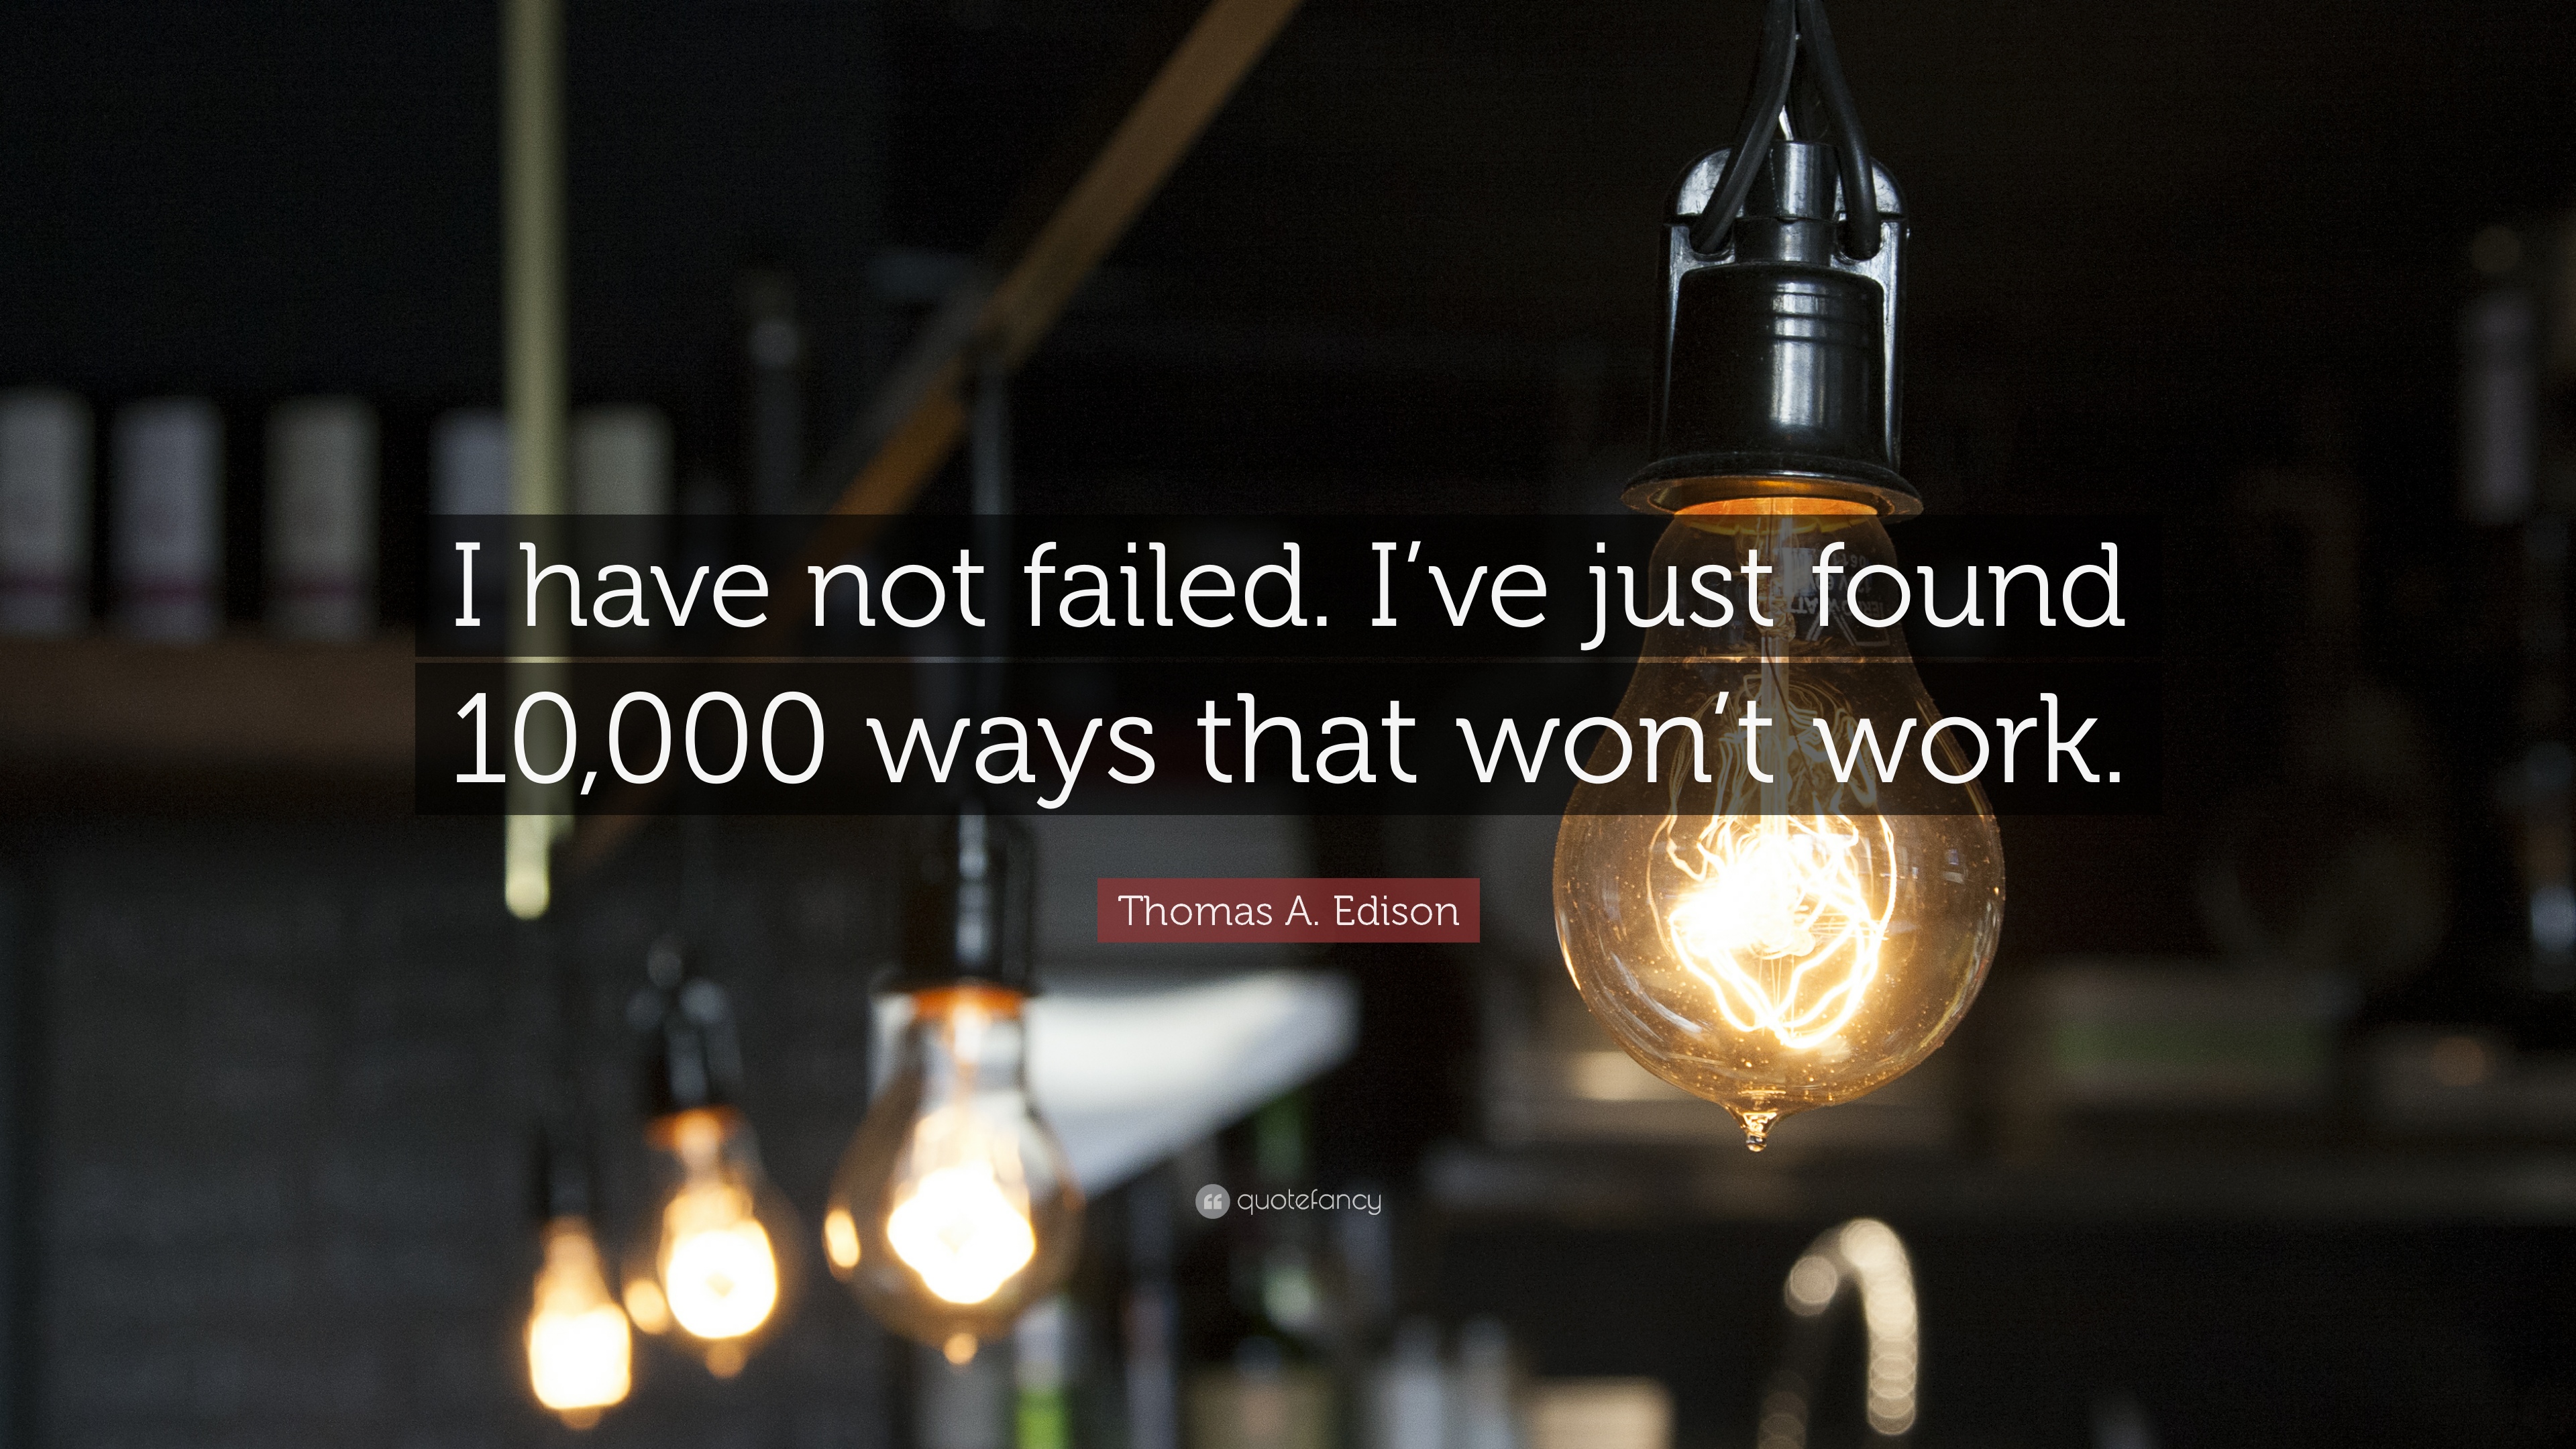 I have not failed. I’ve just found
10,000 ways that won’t work.
Thomas A. Edison
quotefancy